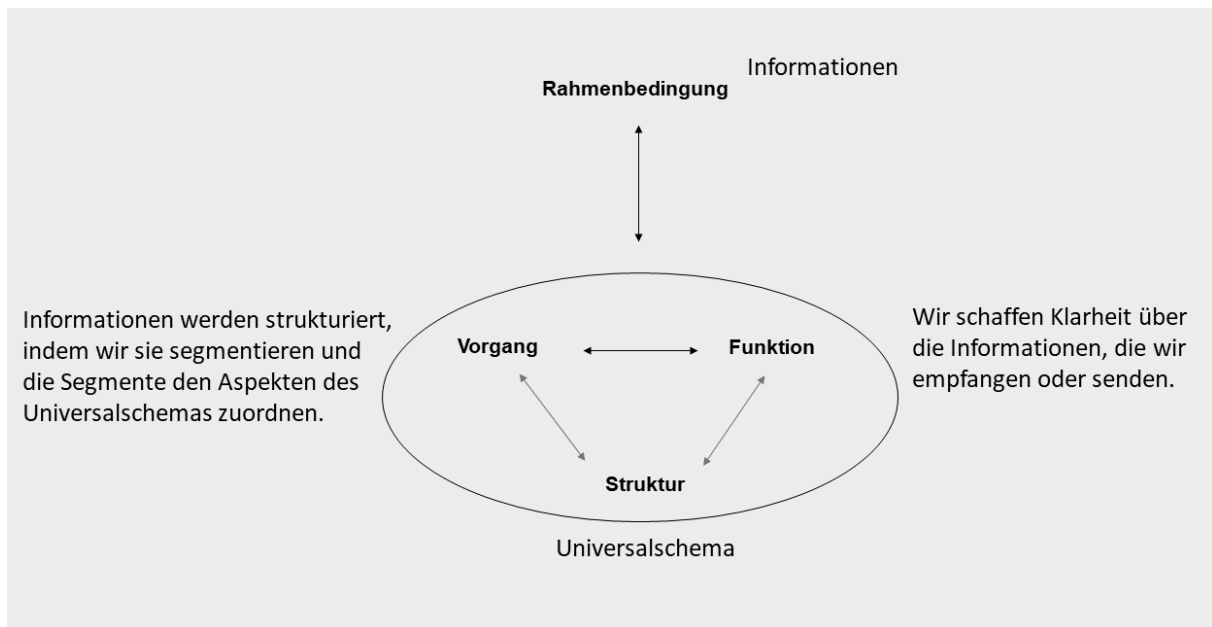 Informationen
Rahmenbedingung
Informationen werden strukturiert,
indem wir sie segmentieren und
die Segmente den Aspekten des
Universalschemas zuordnen.
Vorgang
Funktion
Struktur
Wir schaffen Klarheit über
die Informationen, die wir
empfangen oder senden.
Universalschema